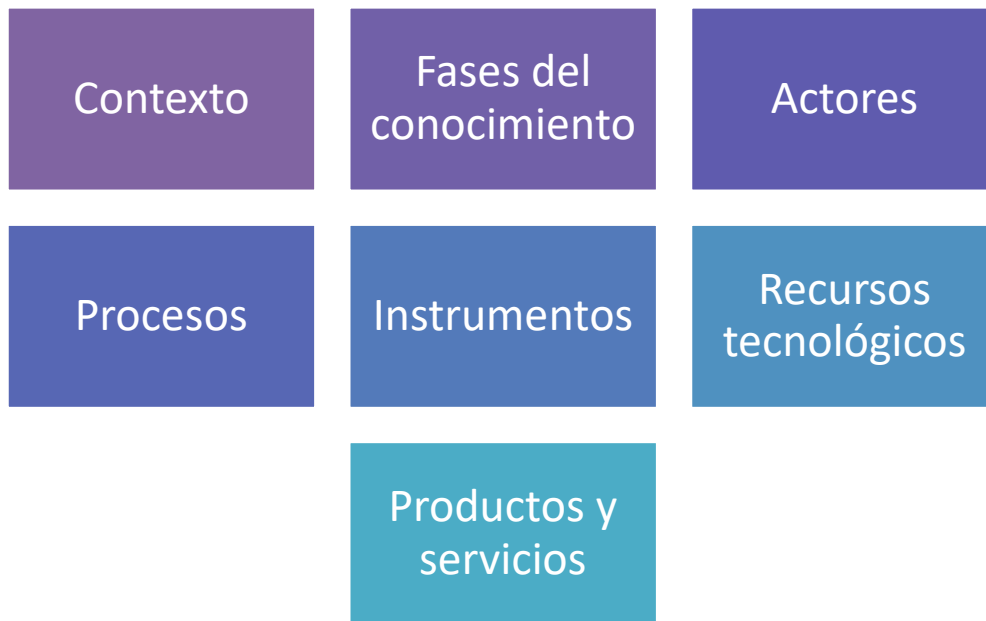 Contexto
Fases del
conocimiento
Actores
Procesos
Instrumentos
Recursos
tecnológicos
Productos y
servicios